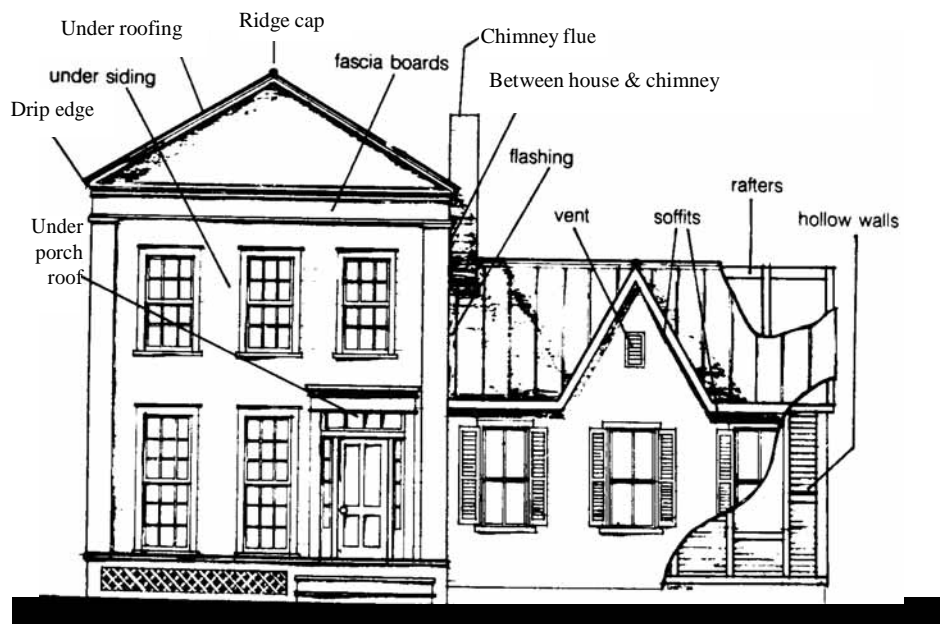 Ridge cap
Under roofing
Chimney flue
fascia boards
under siding
Between house & chimney
Drip edge
flashing
rafters
vent
soffits
hollow walls
Under
porch
roof